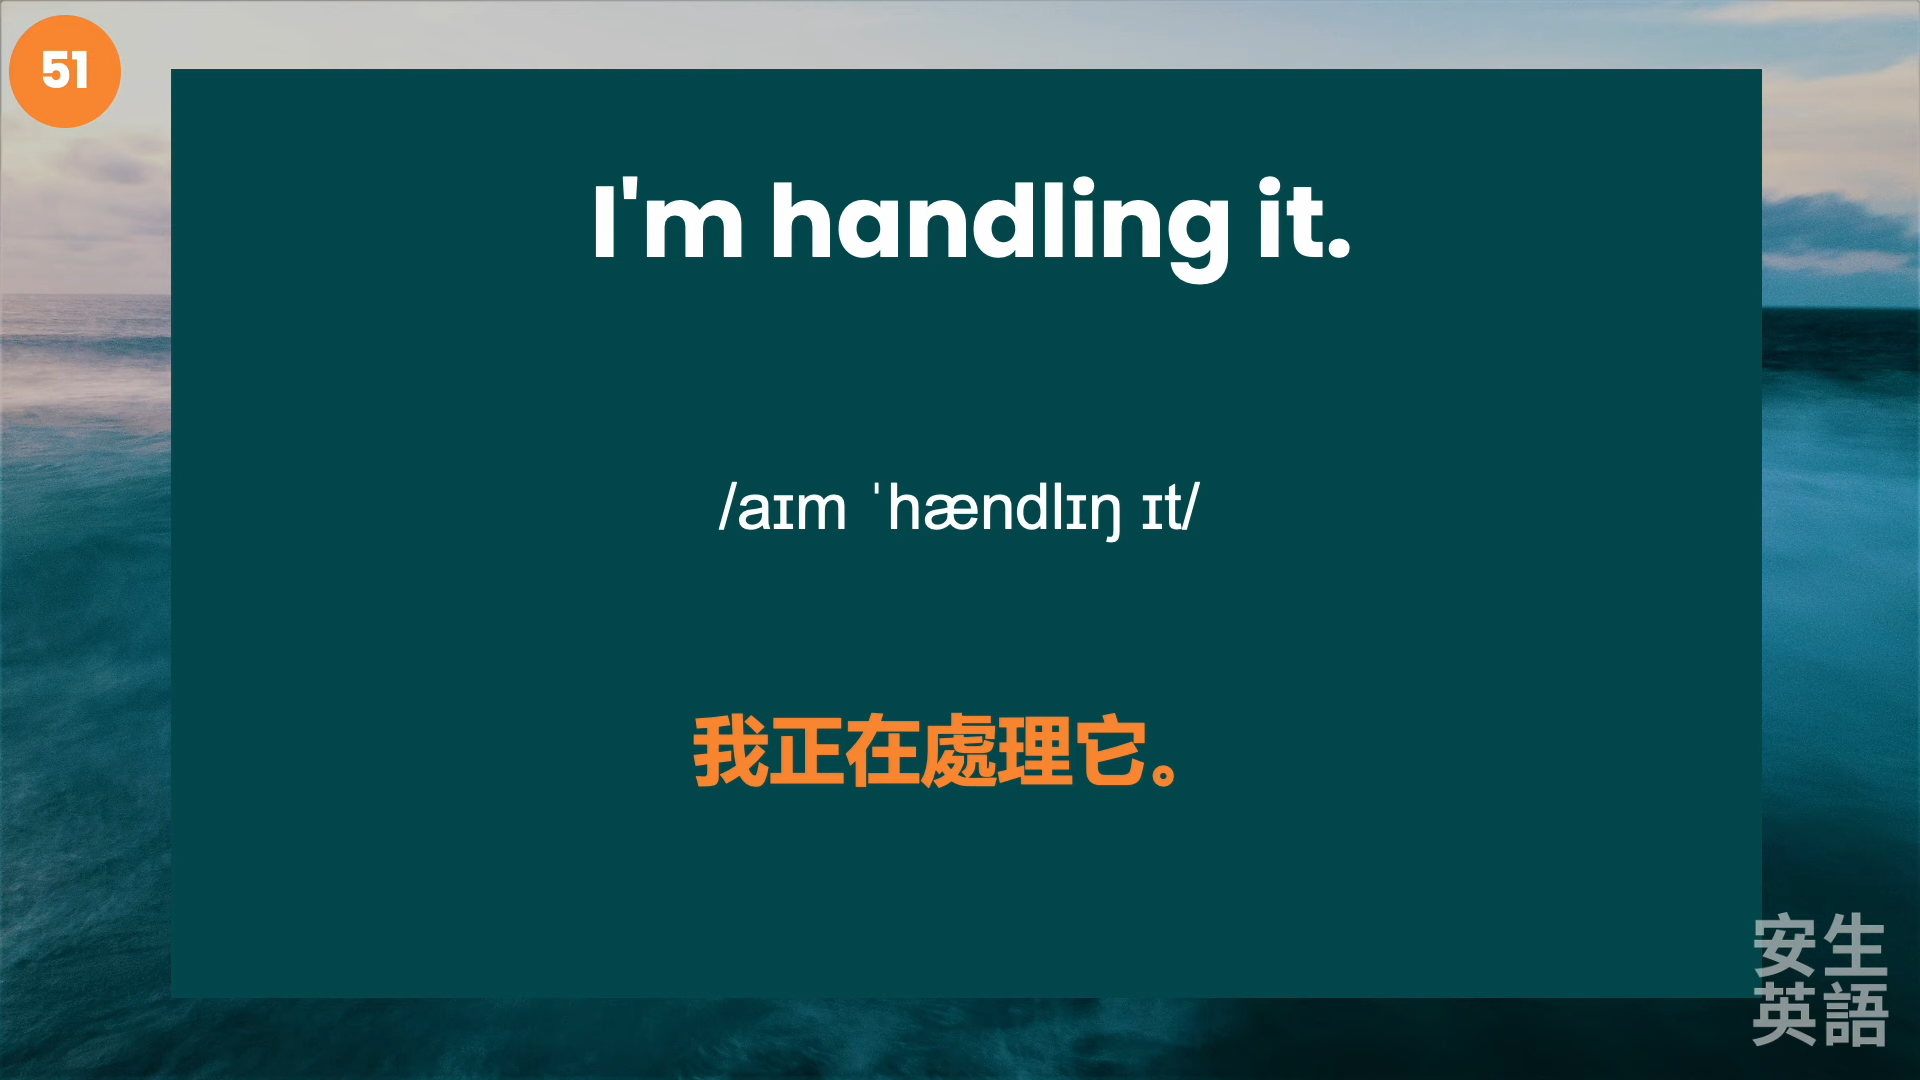 51
I'm handling it.
/aɪm ˈhændlɪŋ ɪt/
我正在處理它。
安生
英語